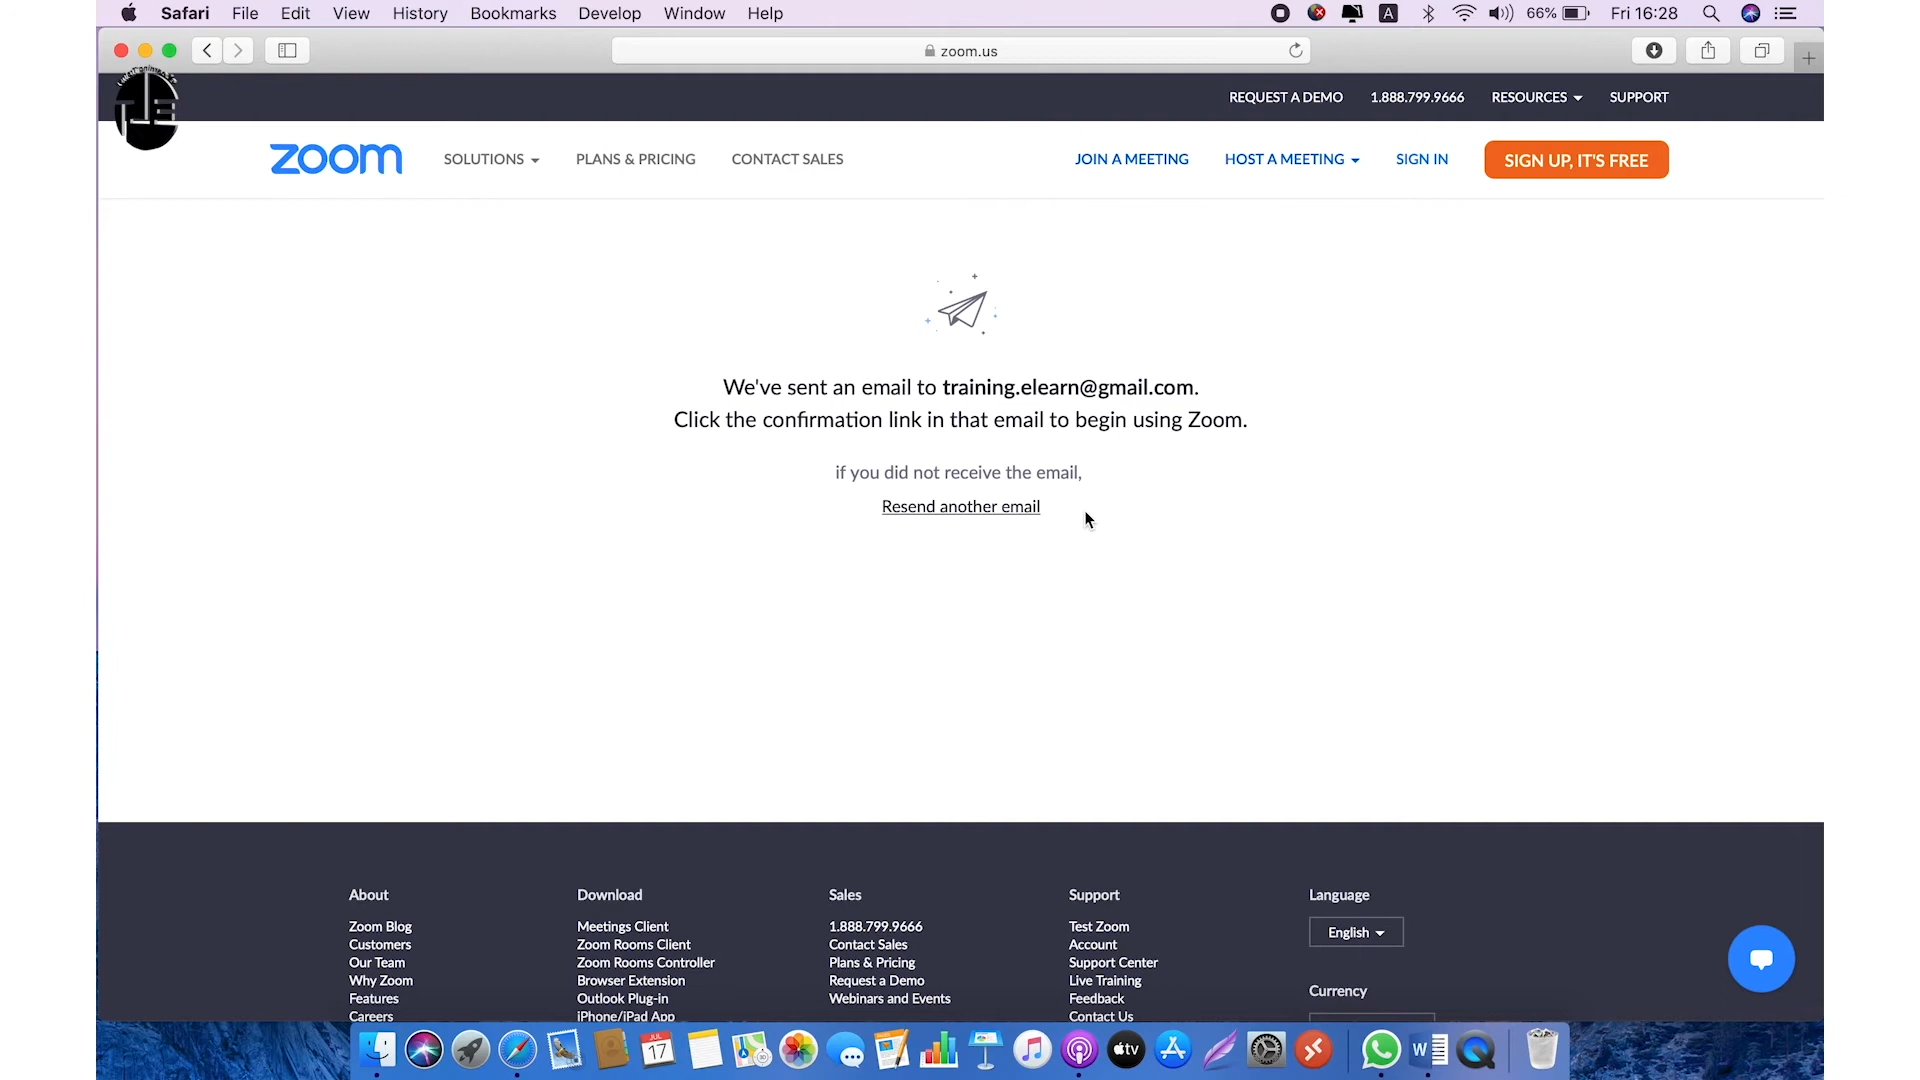 Safari File Edit View History Bookmarks Develop Window Help
A 66% Fri 16:28
zoom.us
REQUEST A DEMO 1.888.799.9666 RESOURCES SUPPORT
zoom SOLUTIONS PLANS & PRICING CONTACT SALES JOIN A MEETING HOST A MEETING SIGN IN SIGN UP, IT'S FREE
We've sent an email to training.elearn@gmail.com.
Click the confirmation link in that email to begin using Zoom.
if you did not receive the email,
Resend another email
About
Zoom Blog
Customers
Our Team
Why Zoom
Features
Careers
Download
Meetings Client
Zoom Rooms Client
Zoom Rooms Controller
Browser Extension
Outlook Plug-in
iPhone/iPad App
Sales
1.888.799.9666
Contact Sales
Plans & Pricing
Request a Demo
Webinars and Events
Support
Test Zoom
Account
Support Center
Live Training
Feedback
Contact Us
Language
English
Currency
JUL
17
tv
W